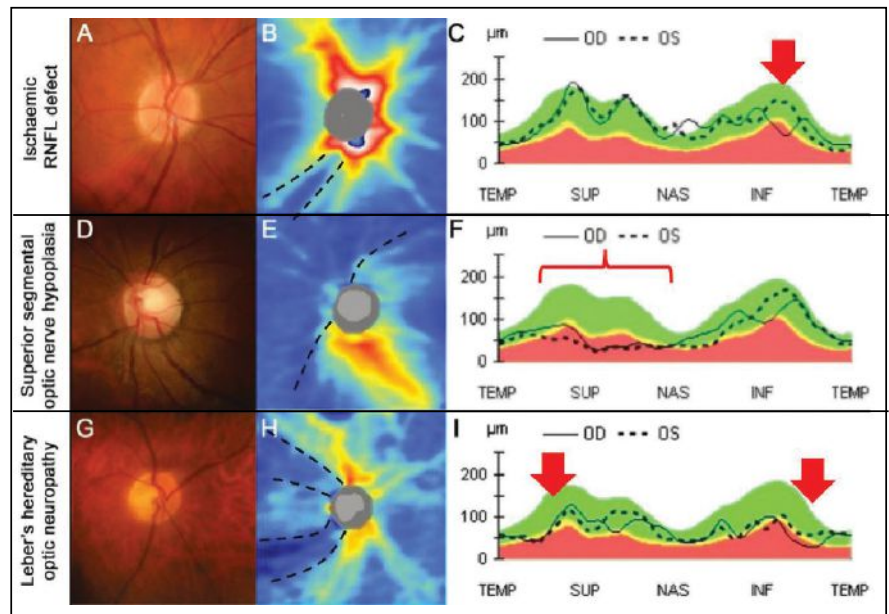 Ischaemic
RNFL defect
A
B
C
µm
OD
OS
200
100
0
TEMP
SUP
NAS
INF
TEMP
Superior segmental
optic nerve hypoplasia
D
E
F
µm
OD
OS
200
100
0
TEMP
SUP
NAS
INF
TEMP
Leber's hereditary
optic neuropathy
G
H
I
µm
OD
OS
200
100
0
TEMP
SUP
NAS
INF
TEMP